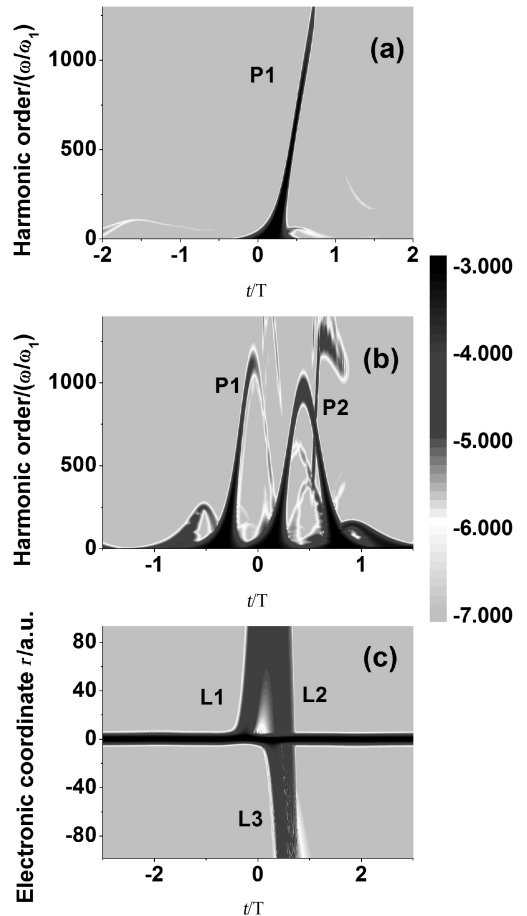 Harmonic order/(ω/ω₁)
1000
500
0
P1
(a)
-2
-1
0
1
2
t/T
-3.000
-4.000
-5.000
-6.000
-7.000
Harmonic order/(ω/ω₁)
1000
500
0
P1
P2
(b)
-1
0
1
t/T
Electronic coordinate r/a.u.
80
40
0
-40
-80
L1
L2
L3
(c)
-2
0
2
t/T